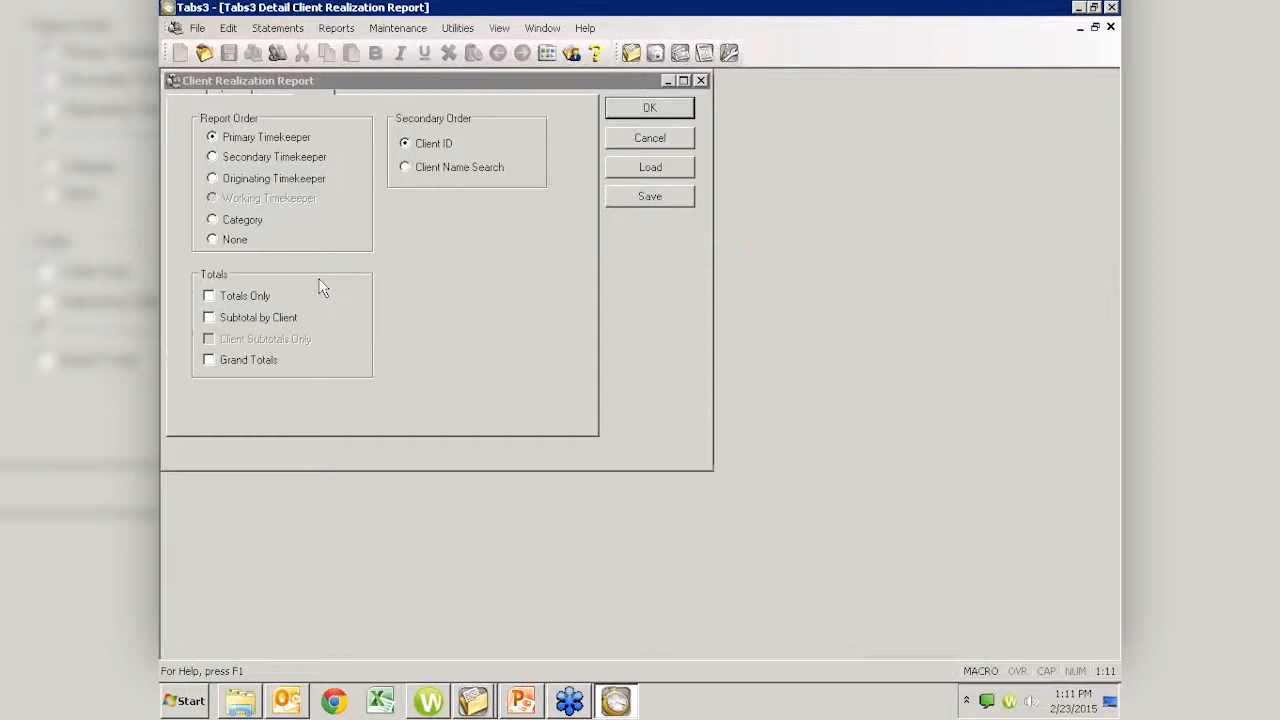 Tabs3 - [Tabs3 Detail Client Realization Report]
File Edit Statements Reports Maintenance Utilities View Window Help
Client Realization Report
Report Order
Primary Timekeeper
Secondary Timekeeper
Originating Timekeeper
Working Timekeeper
Category
None
Secondary Order
Client ID
Client Name Search
OK
Cancel
Load
Save
Totals
Totals Only
Subtotal by Client
Client Subtotals Only
Grand Totals
For Help, press F1
MACRO OVR CAP NUM 1:11
Start
1:11 PM
2/23/2015